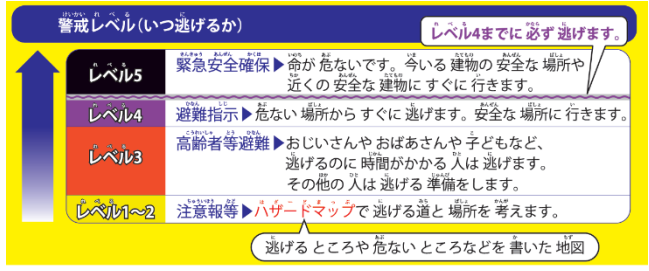 警戒レベル(いつ逃げるか)
レベル4までに必ず逃げます。
レベル5 緊急安全確保▶命が危ないです。今いる建物の安全な場所や
近くの安全な建物にすぐに行きます。
レベル4 避難指示▶危ない場所からすぐに逃げます。安全な場所に行きます。
レベル3 高齢者等避難▶おじいさんやおばあさんや子どもなど、
逃げるのに時間がかかる人は逃げます。
その他の人は逃げる準備をします。
レベル1〜2 注意報等▶ハザードマップで逃げる道と場所を考えます。
逃げるところや危ないところなどを書いた地図